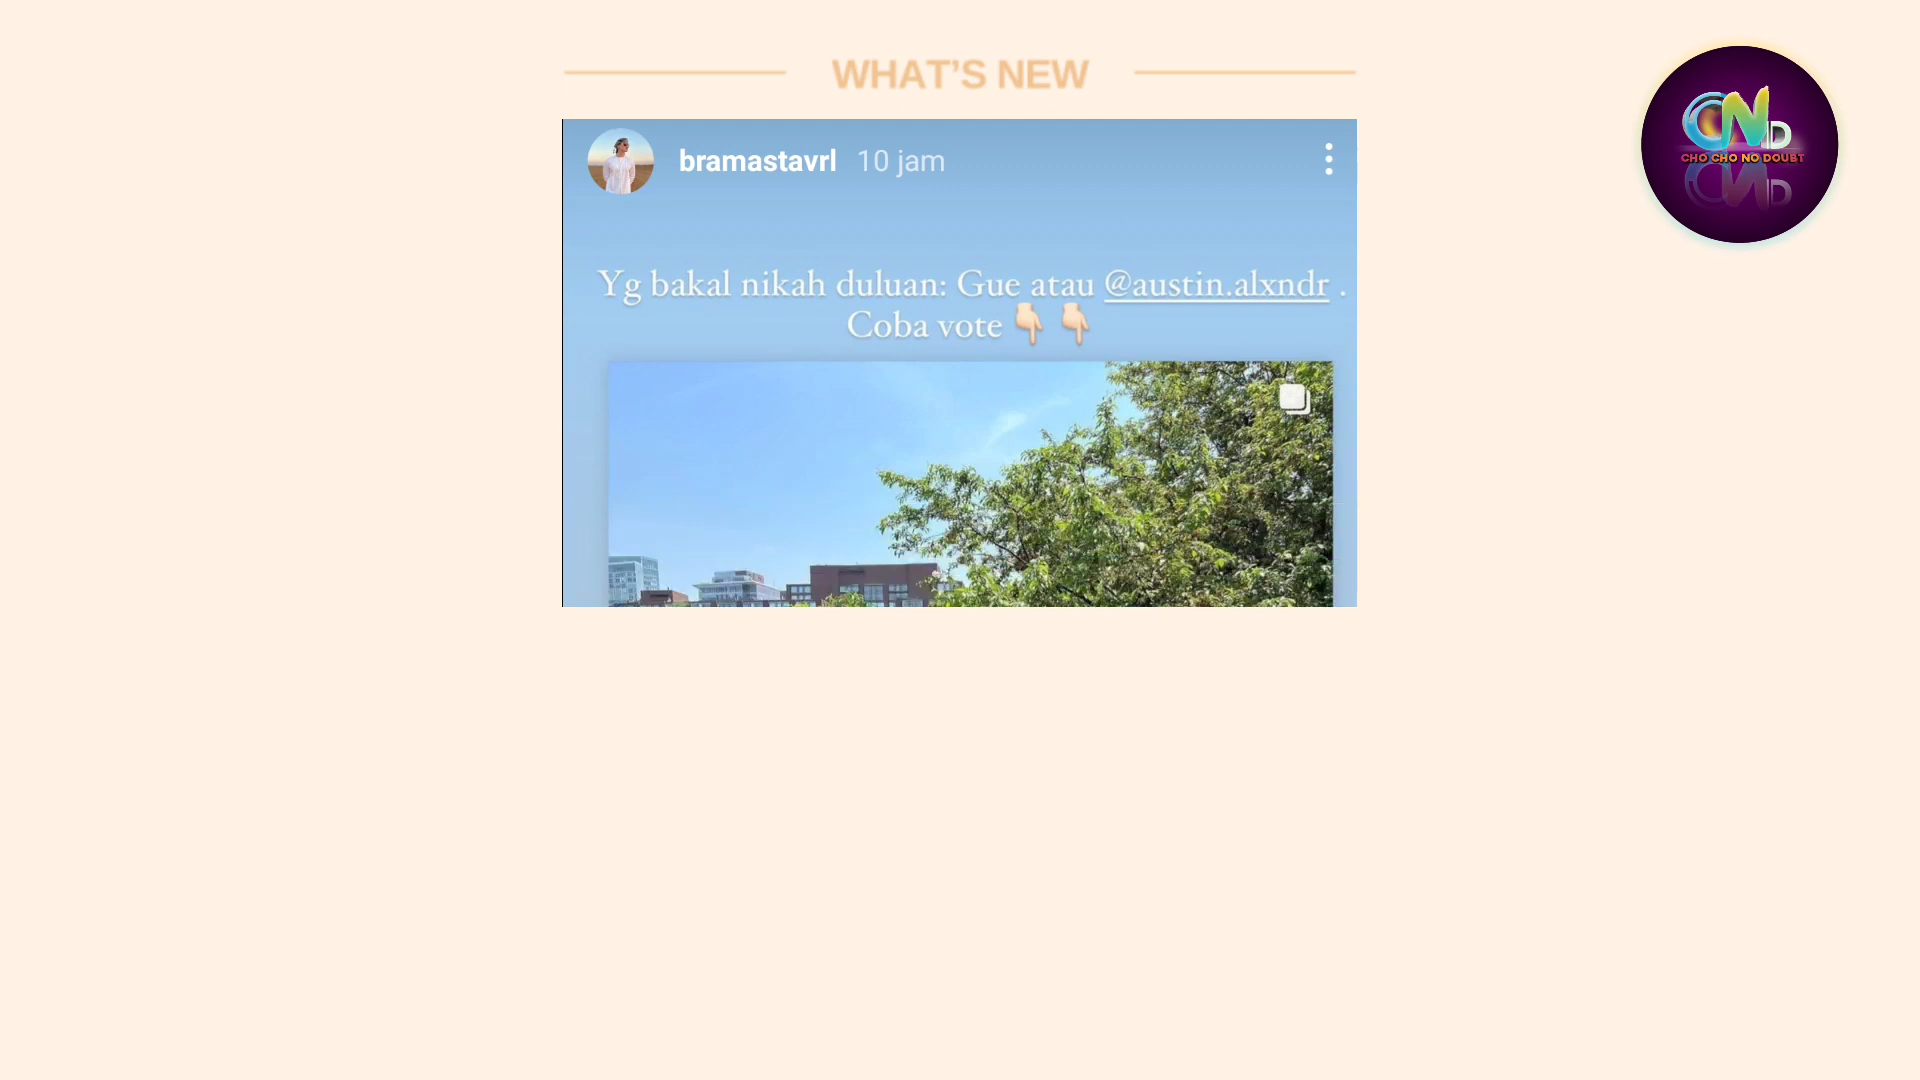 WHAT'S NEW
bramastavrl 10 jam
Yg bakal nikah duluan: Gue atau @austin.alxndr .
Coba vote 👇🏻 👇🏻
CND
CHO CHO NO DOUBT